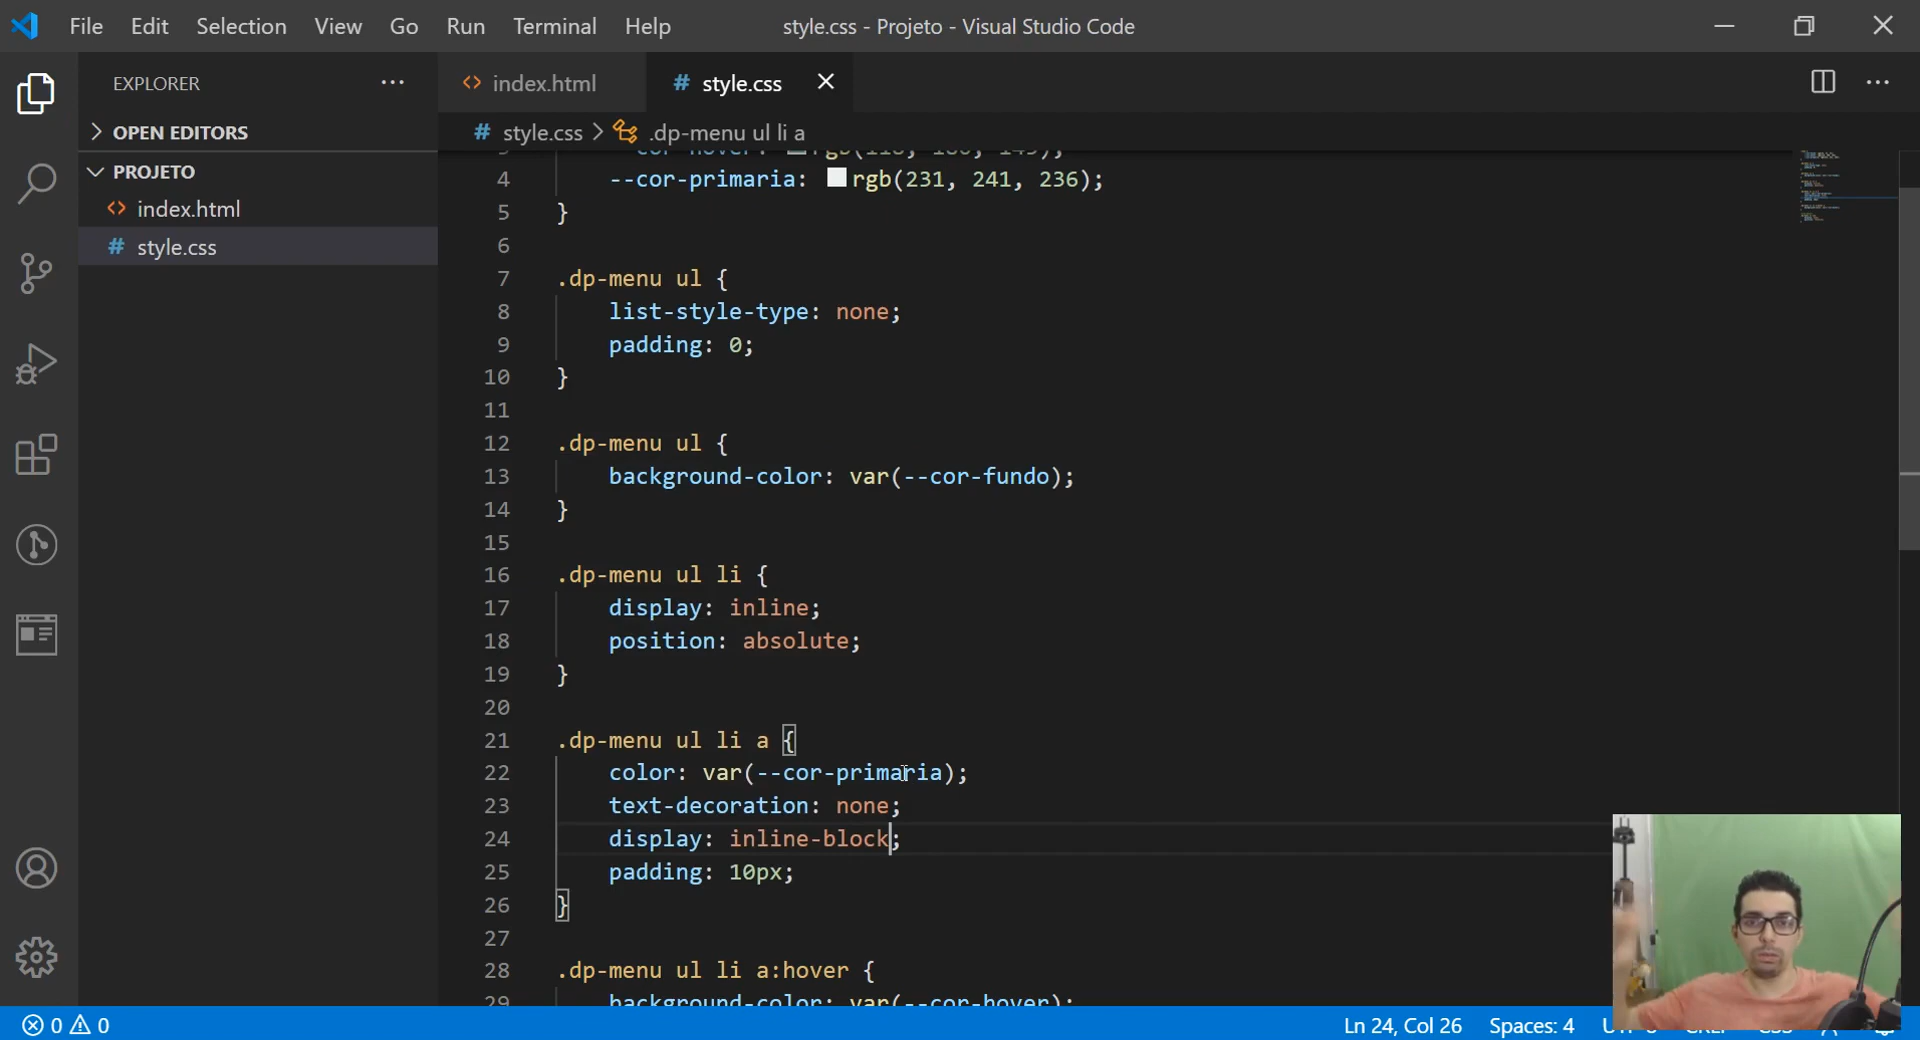 File Edit Selection View Go Run Terminal Help style.css - Projeto - Visual Studio Code
EXPLORER
OPEN EDITORS
PROJETO
index.html
style.css
index.html # style.css
# style.css > .dp-menu ul li a
4 --cor-primaria: rgb(231, 241, 236);
5 }
6
7 .dp-menu ul {
8 list-style-type: none;
9 padding: 0;
10 }
11
12 .dp-menu ul {
13 background-color: var(--cor-fundo);
14 }
15
16 .dp-menu ul li {
17 display: inline;
18 position: absolute;
19 }
20
21 .dp-menu ul li a {
22 color: var(--cor-primaria);
23 text-decoration: none;
24 display: inline-block;
25 padding: 10px;
26 }
27
28 .dp-menu ul li a:hover {
29 background-color: var(--cor-hover);
0 0 Ln 24, Col 26 Spaces: 4